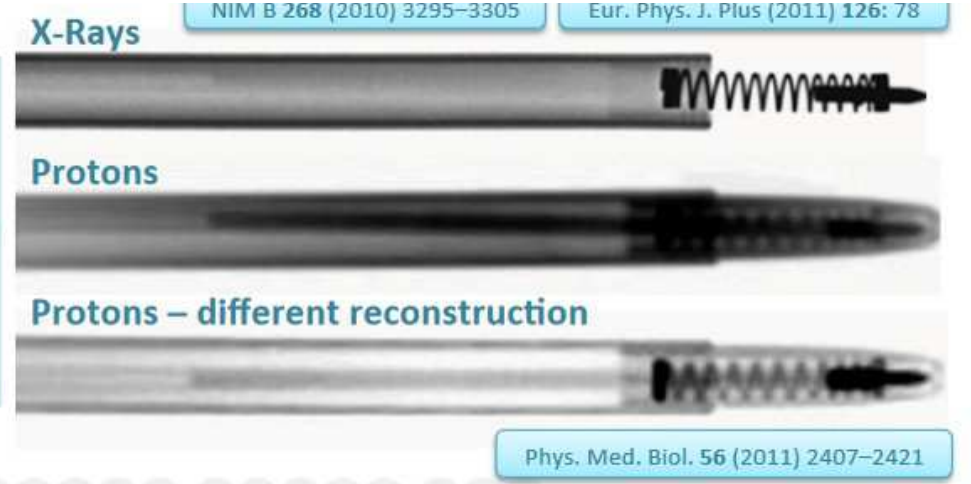 NIM B 268 (2010) 3295–3305
Eur. Phys. J. Plus (2011) 126: 78
X-Rays
Protons
Protons – different reconstruction
Phys. Med. Biol. 56 (2011) 2407–2421